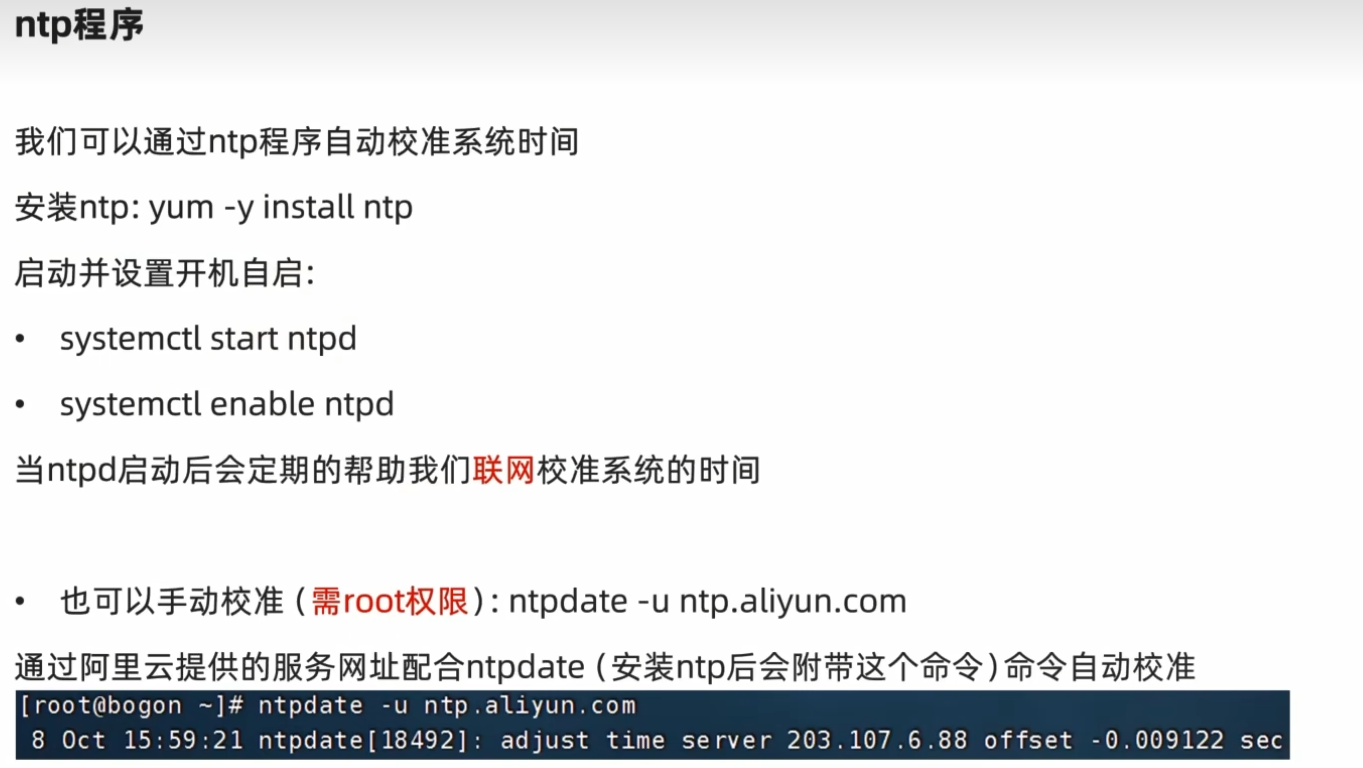 ntp程序
我们可以通过ntp程序自动校准系统时间
安装ntp: yum -y install ntp
启动并设置开机自启：
• systemctl start ntpd
• systemctl enable ntpd
当ntpd启动后会定期的帮助我们联网校准系统的时间
• 也可以手动校准（需root权限）: ntpdate -u ntp.aliyun.com
通过阿里云提供的服务网址配合ntpdate（安装ntp后会附带这个命令）命令自动校准
[root@bogon ~]# ntpdate -u ntp.aliyun.com
 8 Oct 15:59:21 ntpdate[18492]: adjust time server 203.107.6.88 offset -0.009122 sec